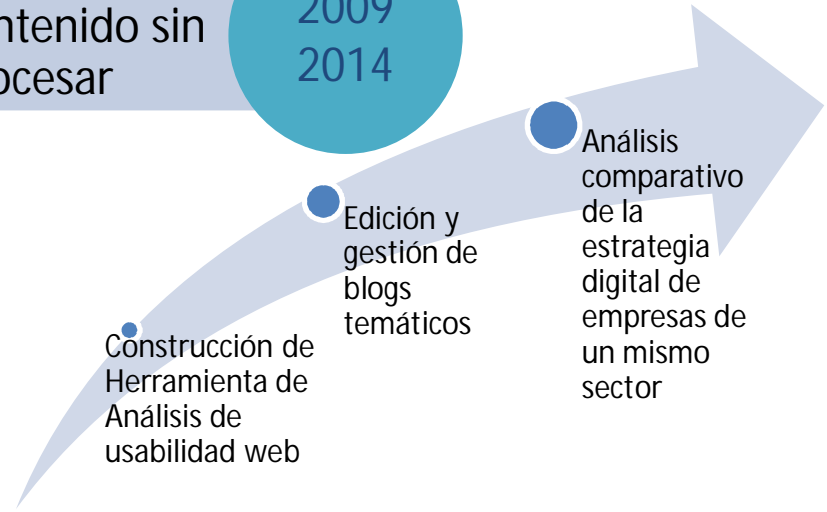 ntenido sin
ocesar
2009
2014
Análisis
comparativo
de la
estrategia
digital de
empresas de
un mismo
sector
Edición y
gestión de
blogs
temáticos
Construcción de
Herramienta de
Análisis de
usabilidad web